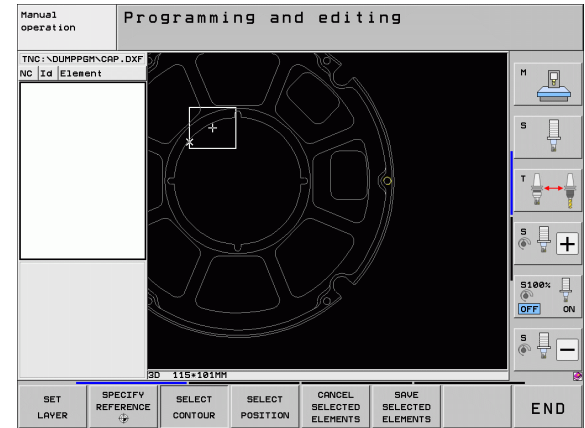 Manual
operation
Programming and editing
TNC:\DUMPPGM\CAP.DXF
NC Id Element
M
S
T
S
S100%
OFF ON
S
3D 115*101MM
SET
LAYER
SPECIFY
REFERENCE
SELECT
CONTOUR
SELECT
POSITION
CANCEL
SELECTED
ELEMENTS
SAVE
SELECTED
ELEMENTS
END